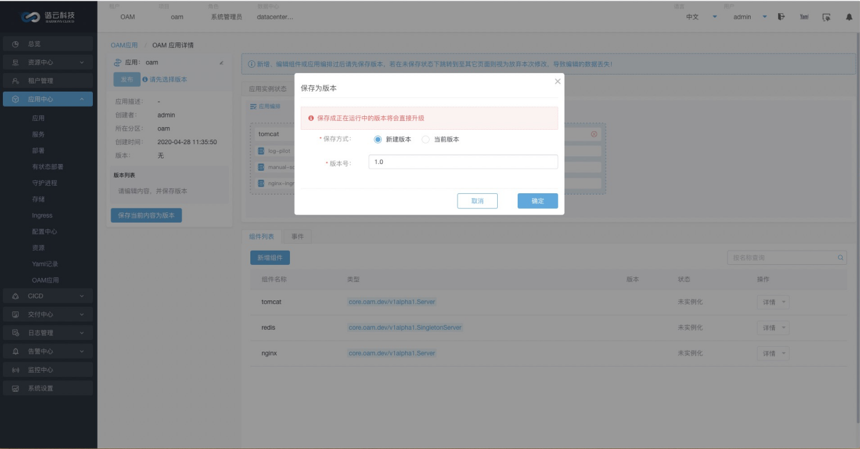 谐云科技
OAM
oam
系统管理员
datacenter...
中文
admin
Tell
总览
资源中心
租户管理
应用中心
应用
服务
部署
有状态部署
守护进程
存储
Ingress
配置中心
资源
Yaml记录
OAM应用
CICD
交付中心
日志管理
告警中心
监控中心
系统设置
OAM应用
OAM 应用详情
应用: oam
发布
请先选择版本
应用描述: -
创建者: admin
所在分区: oam
创建时间: 2020-04-28 11:35:50
版本: 无
版本列表
请编辑内容,并保存版本
保存当前内容为版本
新增、编辑组件或应用编辑过后请先保存版本,若在未保存状态下跳转到至其它页面则视为放弃本次修改,导致编辑的数据丢失!
应用实例状态
应用编辑
tomcat
log-pilot
保存为版本
保存成正在运行中的版本将会直接升级
* 保存方式: 新建版本 当前版本
* 版本号: 1.0
取消
确定
组件列表
事件
新增组件
按名称查询
组件名称 类型 版本 状态 操作
tomcat core.oam.dev/v1alpha1.Server 未实例化 详情
redis core.oam.dev/v1alpha1.SingletonServer 未实例化 详情
nginx core.oam.dev/v1alpha1.Server 未实例化 详情